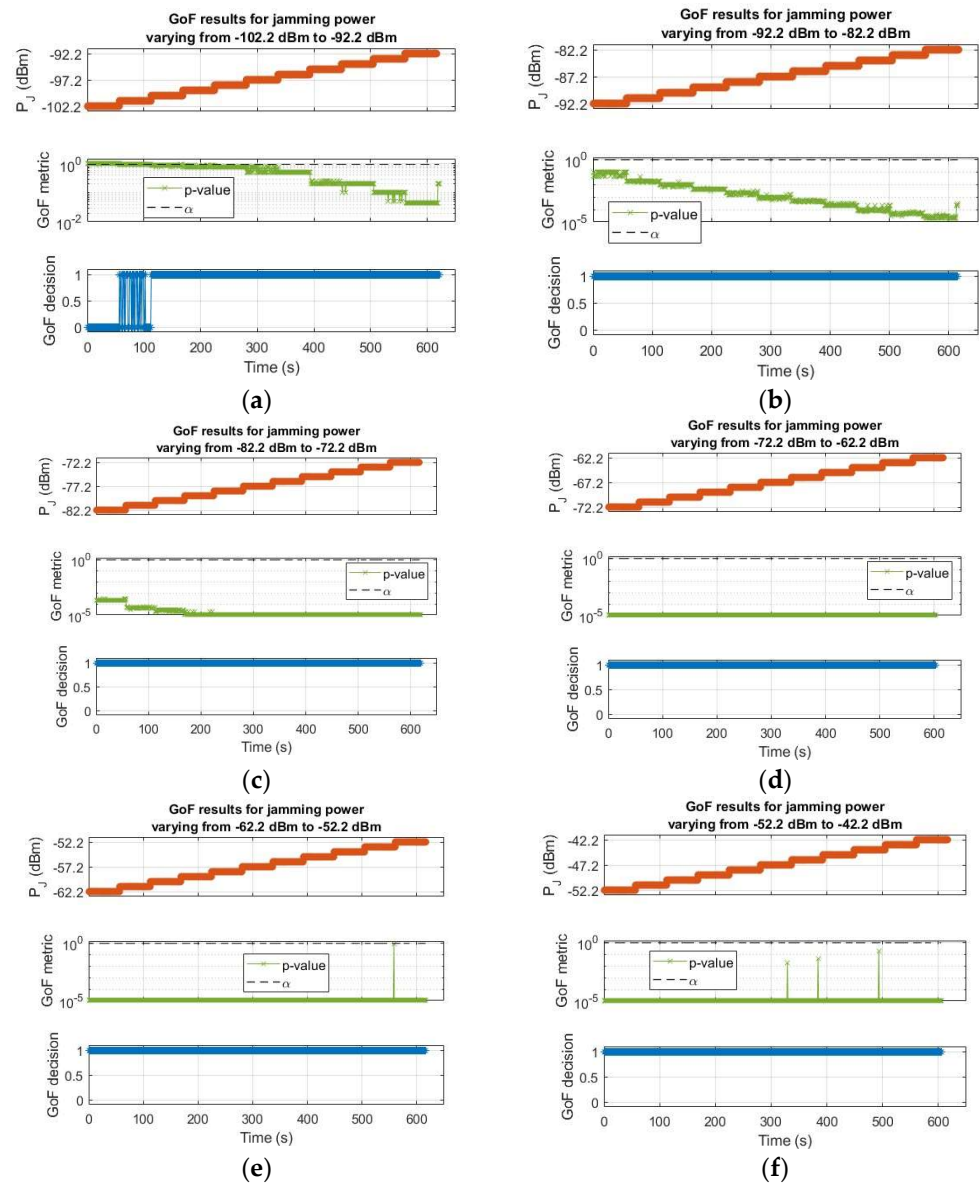 GoF results for jamming power
varying from -102.2 dBm to -92.2 dBm
P_J (dBm)
-92.2
-97.2
-102.2
GoF metric
10^0
10^-2
p-value
α
GoF decision
1
0.5
0
0 100 200 300 400 500 600
Time (s)
(a)
GoF results for jamming power
varying from -92.2 dBm to -82.2 dBm
P_J (dBm)
-82.2
-87.2
-92.2
GoF metric
10^0
10^-5
p-value
α
GoF decision
1
0.5
0
0 100 200 300 400 500 600
Time (s)
(b)
GoF results for jamming power
varying from -82.2 dBm to -72.2 dBm
P_J (dBm)
-72.2
-77.2
-82.2
GoF metric
10^0
10^-5
p-value
α
GoF decision
1
0.5
0
0 100 200 300 400 500 600
Time (s)
(c)
GoF results for jamming power
varying from -72.2 dBm to -62.2 dBm
P_J (dBm)
-62.2
-67.2
-72.2
GoF metric
10^0
10^-5
p-value
α
GoF decision
1
0.5
0
0 100 200 300 400 500 600
Time (s)
(d)
GoF results for jamming power
varying from -62.2 dBm to -52.2 dBm
P_J (dBm)
-52.2
-57.2
-62.2
GoF metric
10^0
10^-5
p-value
α
GoF decision
1
0.5
0
0 100 200 300 400 500 600
Time (s)
(e)
GoF results for jamming power
varying from -52.2 dBm to -42.2 dBm
P_J (dBm)
-42.2
-47.2
-52.2
GoF metric
10^0
10^-5
p-value
α
GoF decision
1
0.5
0
0 100 200 300 400 500 600
Time (s)
(f)